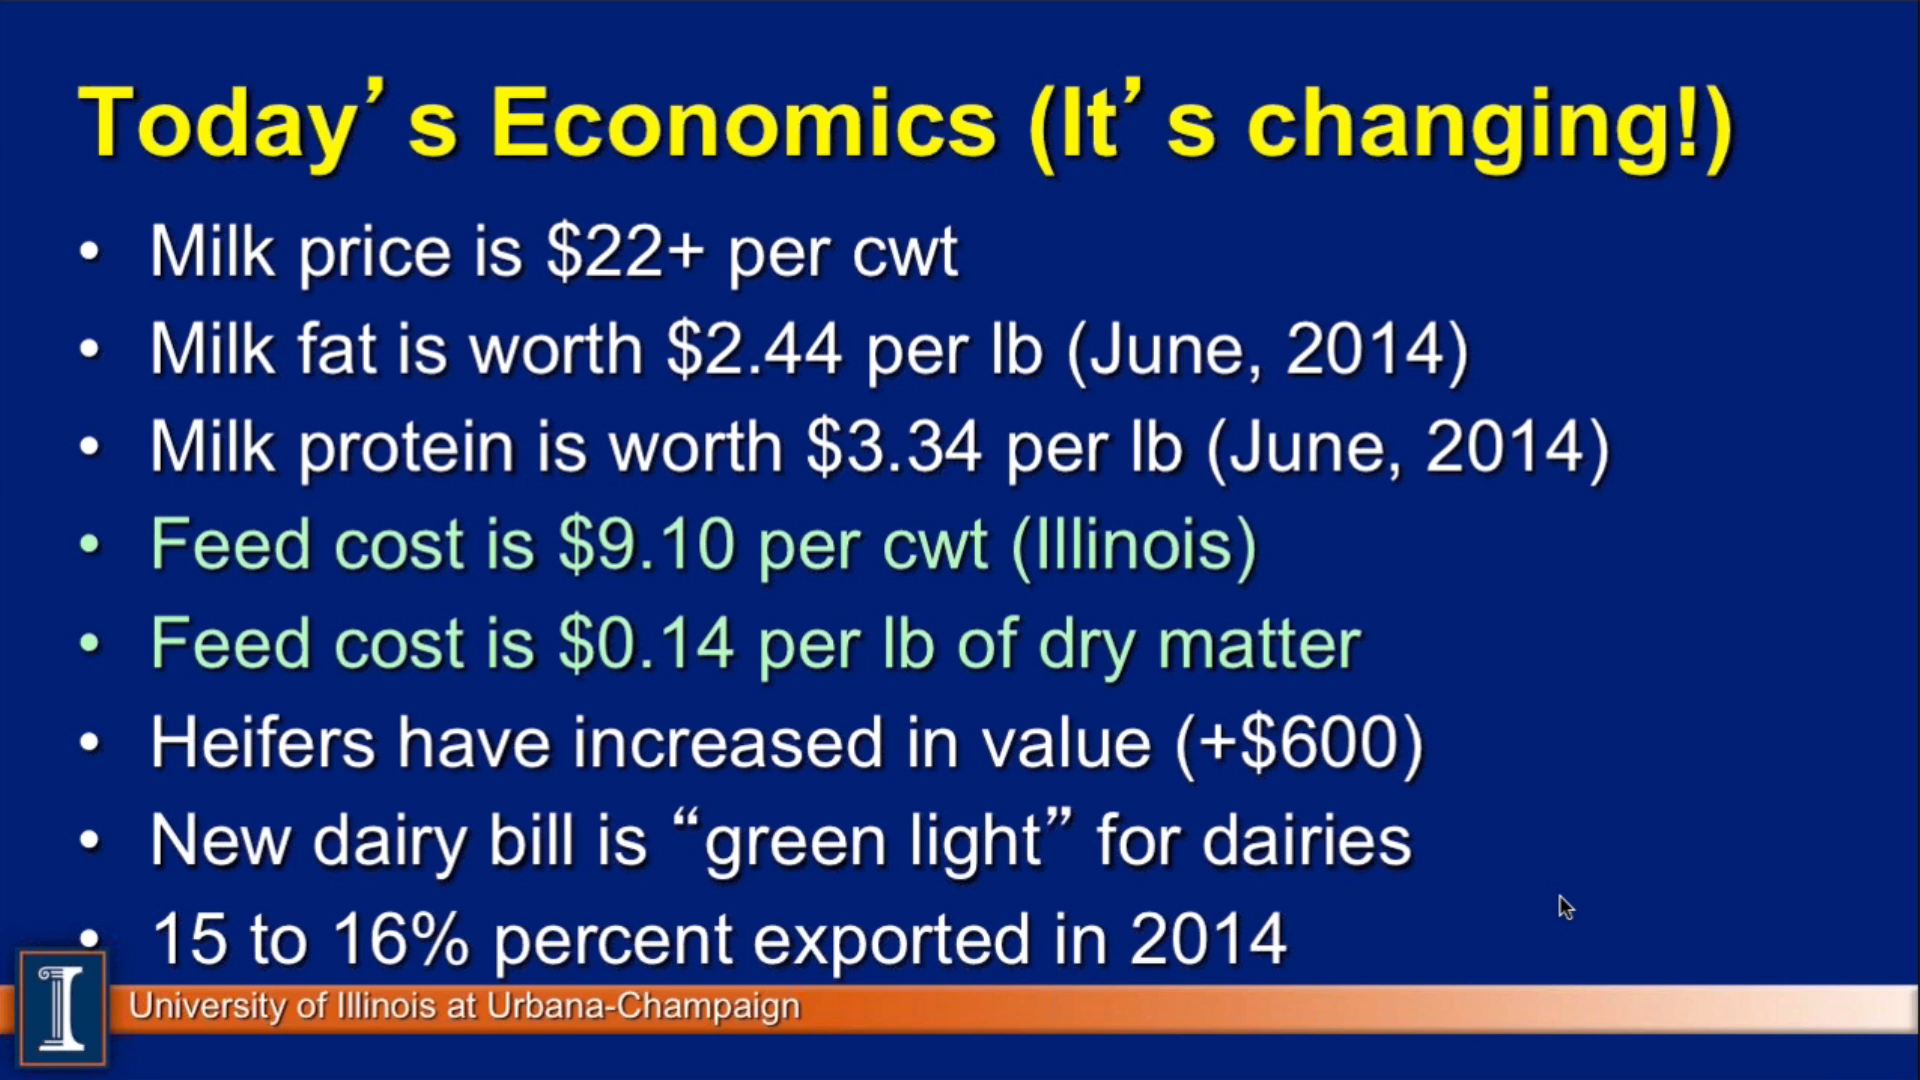 Today’s Economics (It’s changing!)
• Milk price is $22+ per cwt
• Milk fat is worth $2.44 per lb (June, 2014)
• Milk protein is worth $3.34 per lb (June, 2014)
• Feed cost is $9.10 per cwt (Illinois)
• Feed cost is $0.14 per lb of dry matter
• Heifers have increased in value (+$600)
• New dairy bill is “green light” for dairies
• 15 to 16% percent exported in 2014
I
University of Illinois at Urbana-Champaign